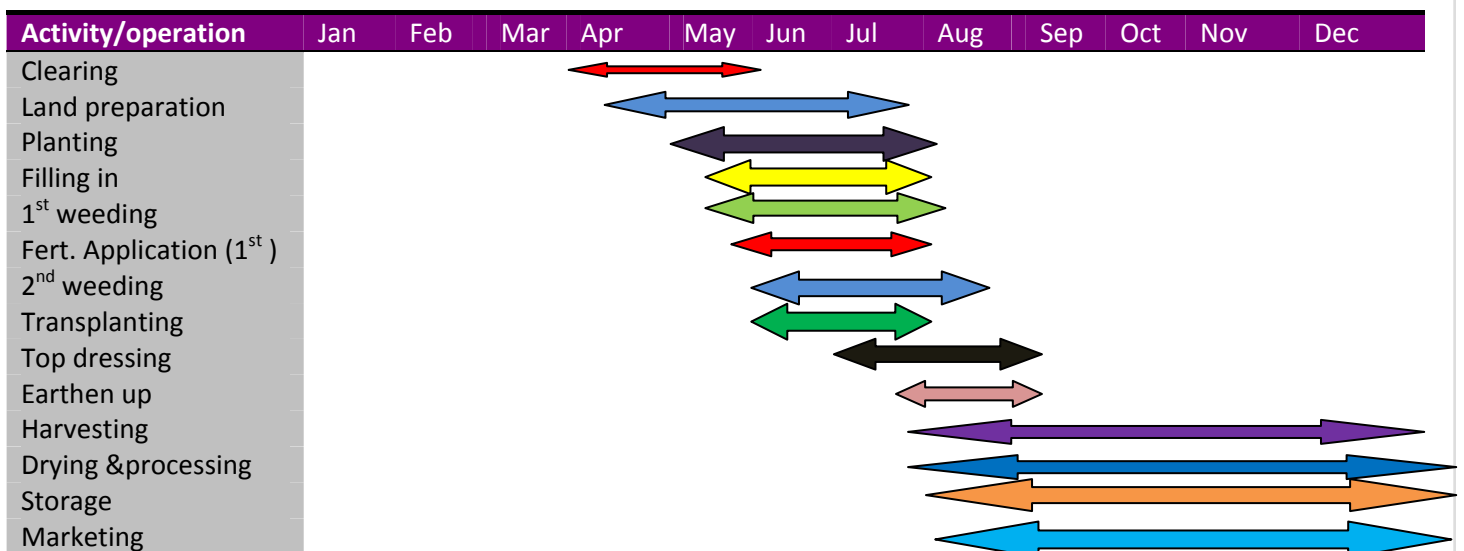 Activity/operation Jan Feb Mar Apr May Jun Jul Aug Sep Oct Nov Dec
Clearing
Land preparation
Planting
Filling in
1st weeding
Fert. Application (1st )
2nd weeding
Transplanting
Top dressing
Earthen up
Harvesting
Drying &processing
Storage
Marketing